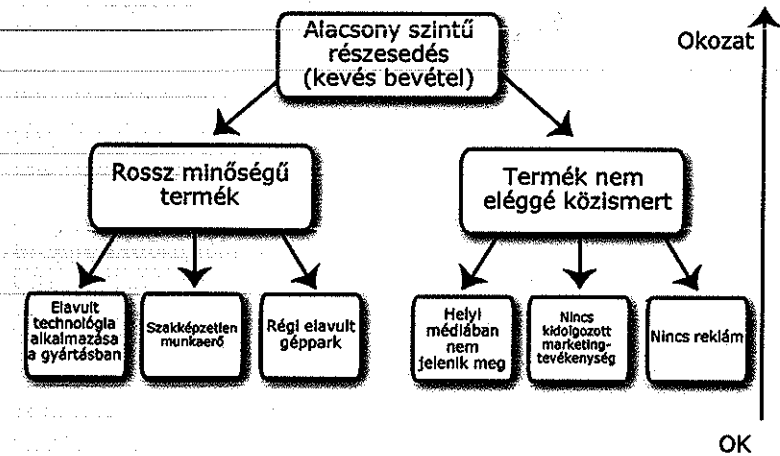 Alacsony szintű
részesedés
(kevés bevétel)
Okozat
Rossz minőségű
termék
Termék nem
eléggé közismert
Elavult
technológia
alkalmazása
a gyártásban
Szakképzetlen
munkaerő
Régi elavult
géppark
Helyi
médiában
nem
jelenik meg
Nincs
kidolgozott
marketing-
tevékenység
Nincs reklám
OK